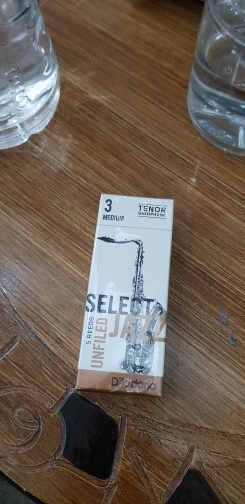 3
MEDIUM
TENOR
SAXOPHONE
SELECT
JAZZ
UNFILED
5 REEDS
D'Addario